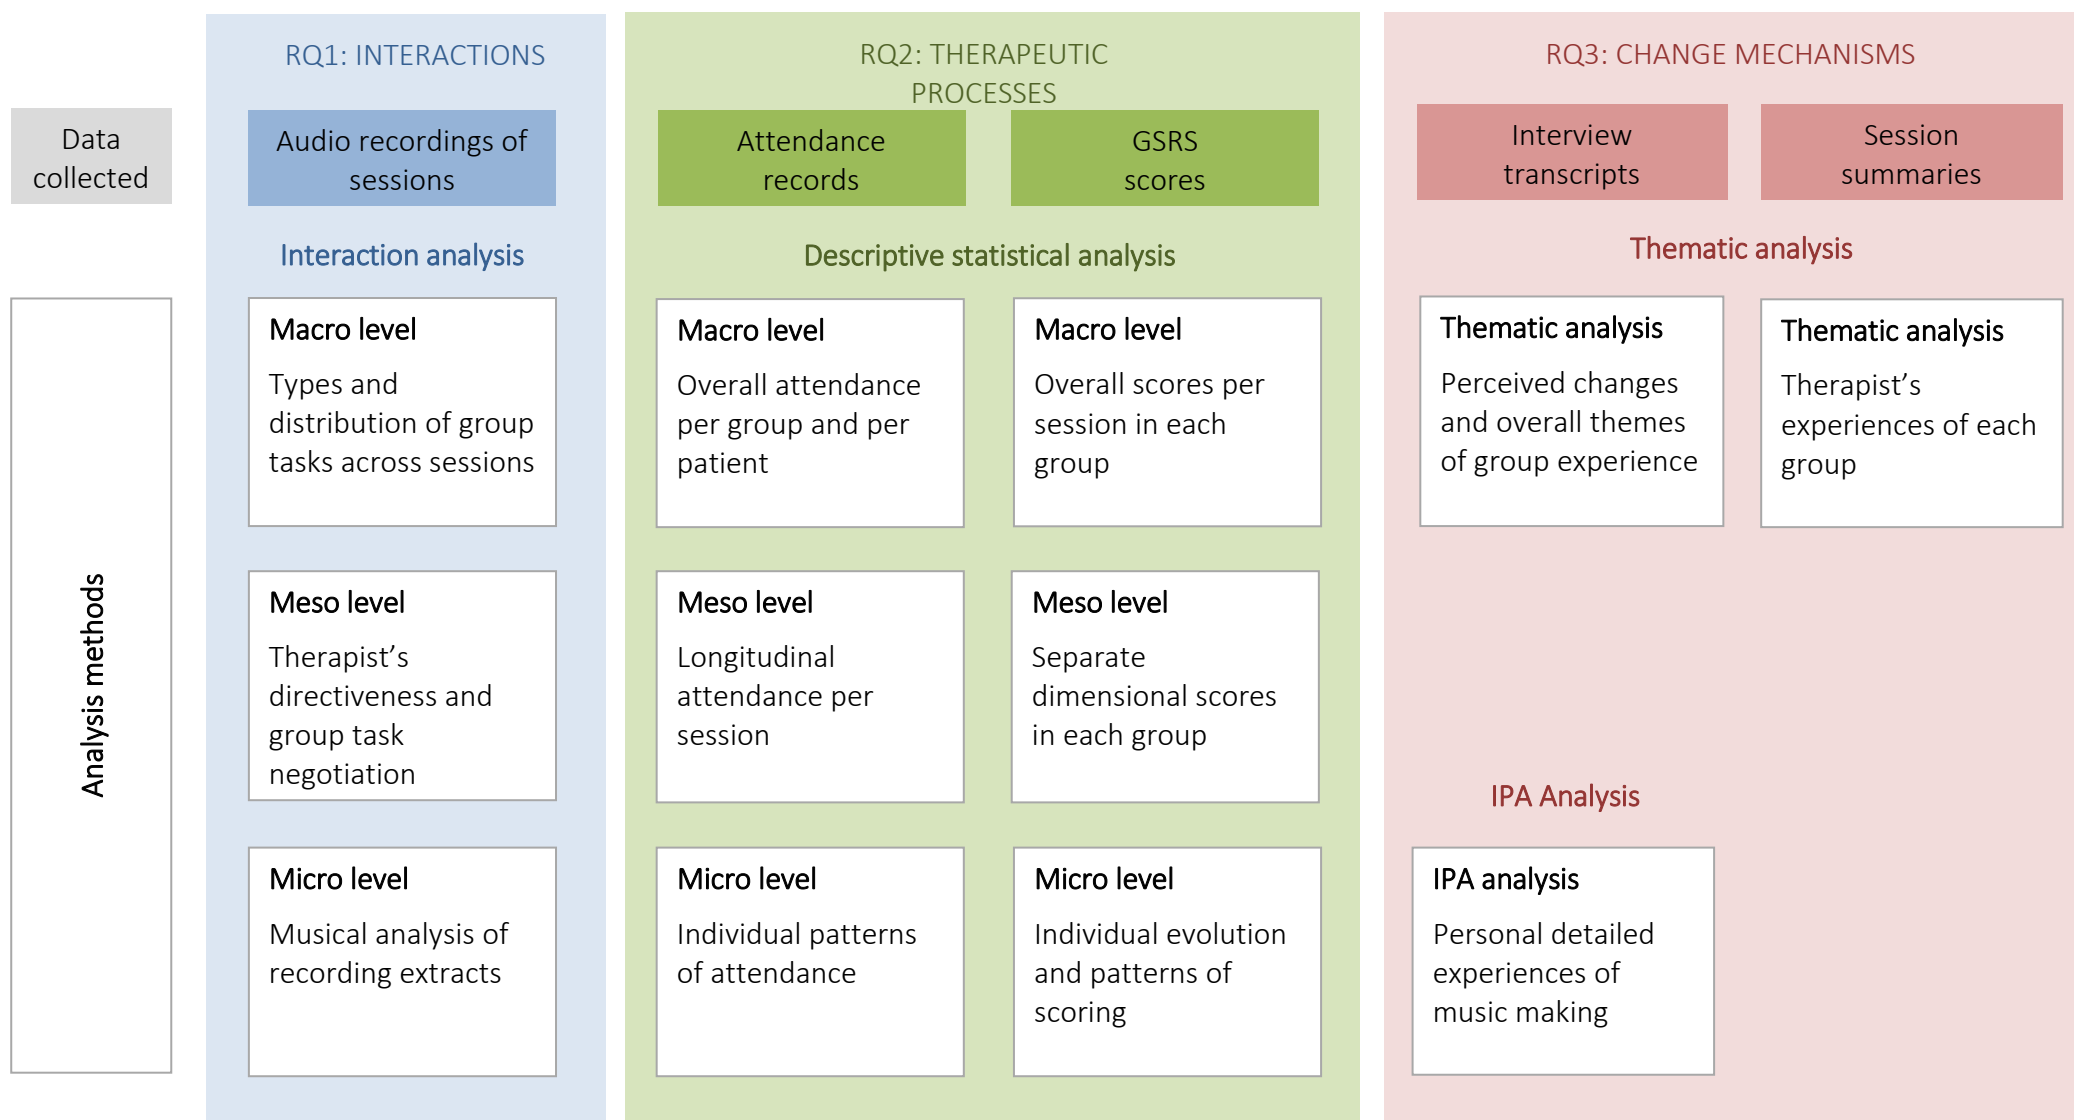 RQ1: INTERACTIONS
RQ2: THERAPEUTIC
PROCESSES
RQ3: CHANGE MECHANISMS
Data
collected
Audio recordings of
sessions
Attendance
records
GSRS
scores
Interview
transcripts
Session
summaries
Interaction analysis
Descriptive statistical analysis
Thematic analysis
Analysis methods
Macro level
Types and
distribution of group
tasks across sessions
Macro level
Overall attendance
per group and per
patient
Macro level
Overall scores per
session in each
group
Thematic analysis
Perceived changes
and overall themes
of group experience
Thematic analysis
Therapist’s
experiences of each
group
Meso level
Therapist’s
directiveness and
group task
negotiation
Meso level
Longitudinal
attendance per
session
Meso level
Separate
dimensional scores
in each group
IPA Analysis
Micro level
Musical analysis of
recording extracts
Micro level
Individual patterns
of attendance
Micro level
Individual evolution
and patterns of
scoring
IPA analysis
Personal detailed
experiences of
music making